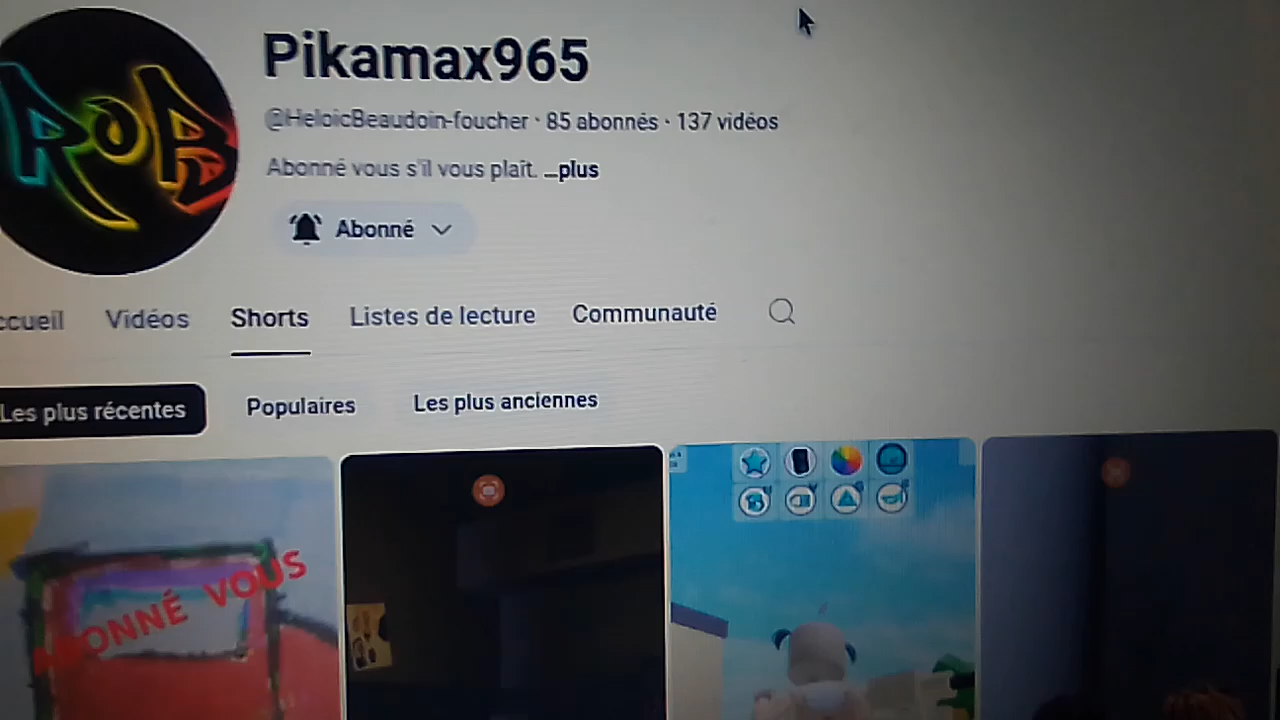 ROB
Pikamax965
@HeloicBeaudoin-foucher · 85 abonnés · 137 vidéos
Abonné vous s'il vous plaît. ...plus
Abonné
ccueil Vidéos Shorts Listes de lecture Communauté
Les plus récentes Populaires Les plus anciennes
ONNÉ VOUS